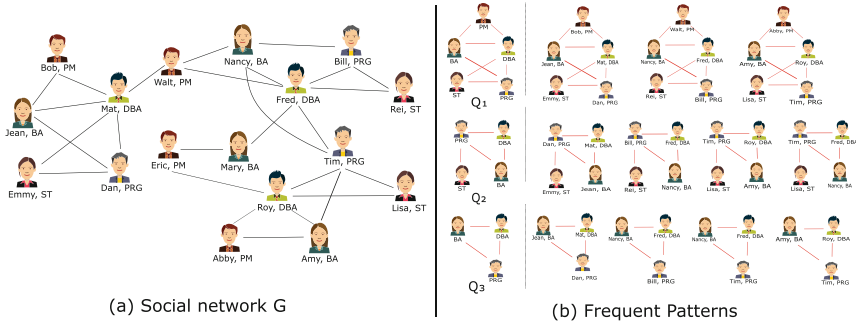 Bob, PM
Walt, PM
Nancy, BA
Bill, PRG
Jean, BA
Mat, DBA
Fred, DBA
Rei, ST
Emmy, ST
Dan, PRG
Eric, PM
Mary, BA
Tim, PRG
Roy, DBA
Lisa, ST
Abby, PM
Amy, BA
(a) Social network G
PM
BA
DBA
ST
PRG
Q1
Bob, PM
Jean, BA
Mat, DBA
Emmy, ST
Dan, PRG
Walt, PM
Nancy, BA
Fred, DBA
Rei, ST
Bill, PRG
Abby, PM
Amy, BA
Roy, DBA
Lisa, ST
Tim, PRG
PRG
DBA
ST
BA
Q2
Dan, PRG
Mat, DBA
Emmy, ST
Jean, BA
Bill, PRG
Fred, DBA
Rei, ST
Nancy, BA
Tim, PRG
Roy, DBA
Lisa, ST
Amy, BA
Tim, PRG
Fred, DBA
Lisa, ST
Nancy, BA
BA
DBA
PRG
Q3
Jean, BA
Mat, DBA
Dan, PRG
Nancy, BA
Fred, DBA
Bill, PRG
Nancy, BA
Fred, DBA
Tim, PRG
Amy, BA
Roy, DBA
Tim, PRG
(b) Frequent Patterns